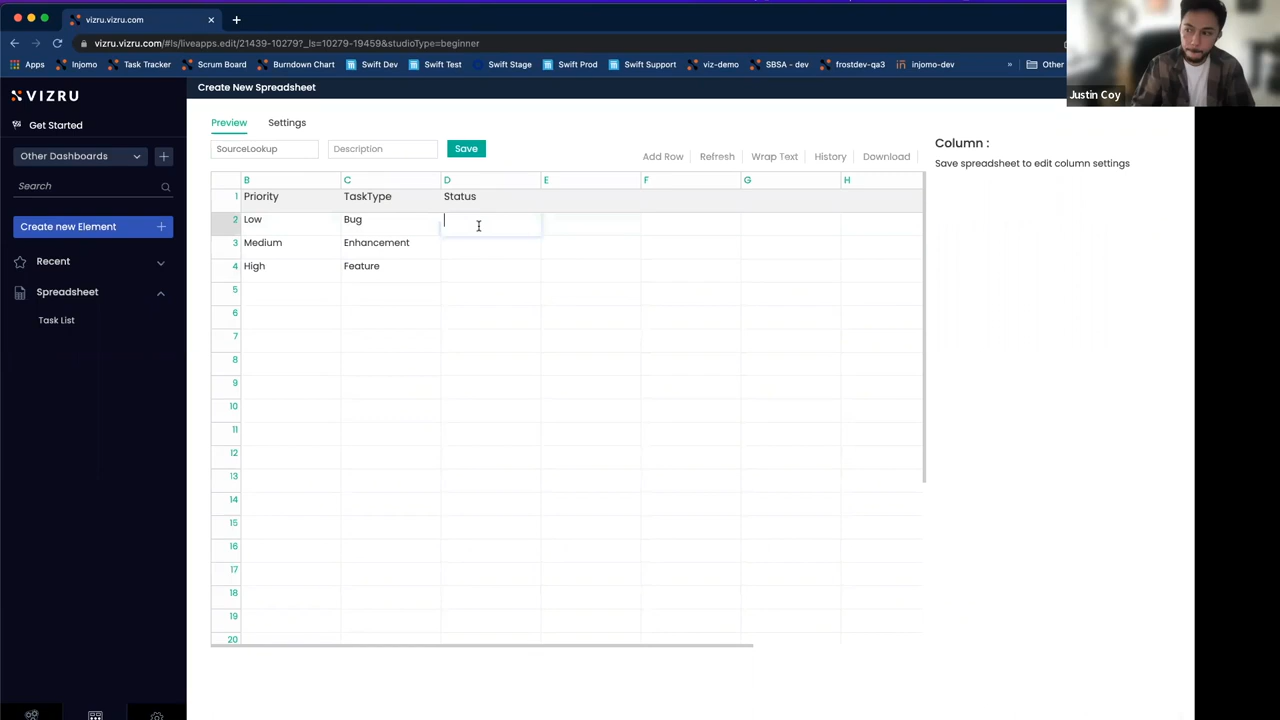 vizru.vizru.com
vizru.vizru.com/#ls/liveapps.edit/21439-10279?_ls=10279-19459&studioType=beginner
Apps Injomo Task Tracker Scrum Board Burndown Chart Swift Dev Swift Test Swift Stage Swift Prod Swift Support viz-demo SBSA - dev frostdev-qa3 injomo-dev » Other
Justin Coy
VIZRU
Create New Spreadsheet
Get Started
Preview Settings
Other Dashboards
SourceLookup Description Save
Column :
Add Row Refresh Wrap Text History Download
Save spreadsheet to edit column settings
Search
B C D E F G H
1 Priority TaskType Status
2 Low Bug
Create new Element
3 Medium Enhancement
Recent
4 High Feature
Spreadsheet
5
6
Task List
7
8
9
10
11
12
13
14
15
16
17
18
19
20